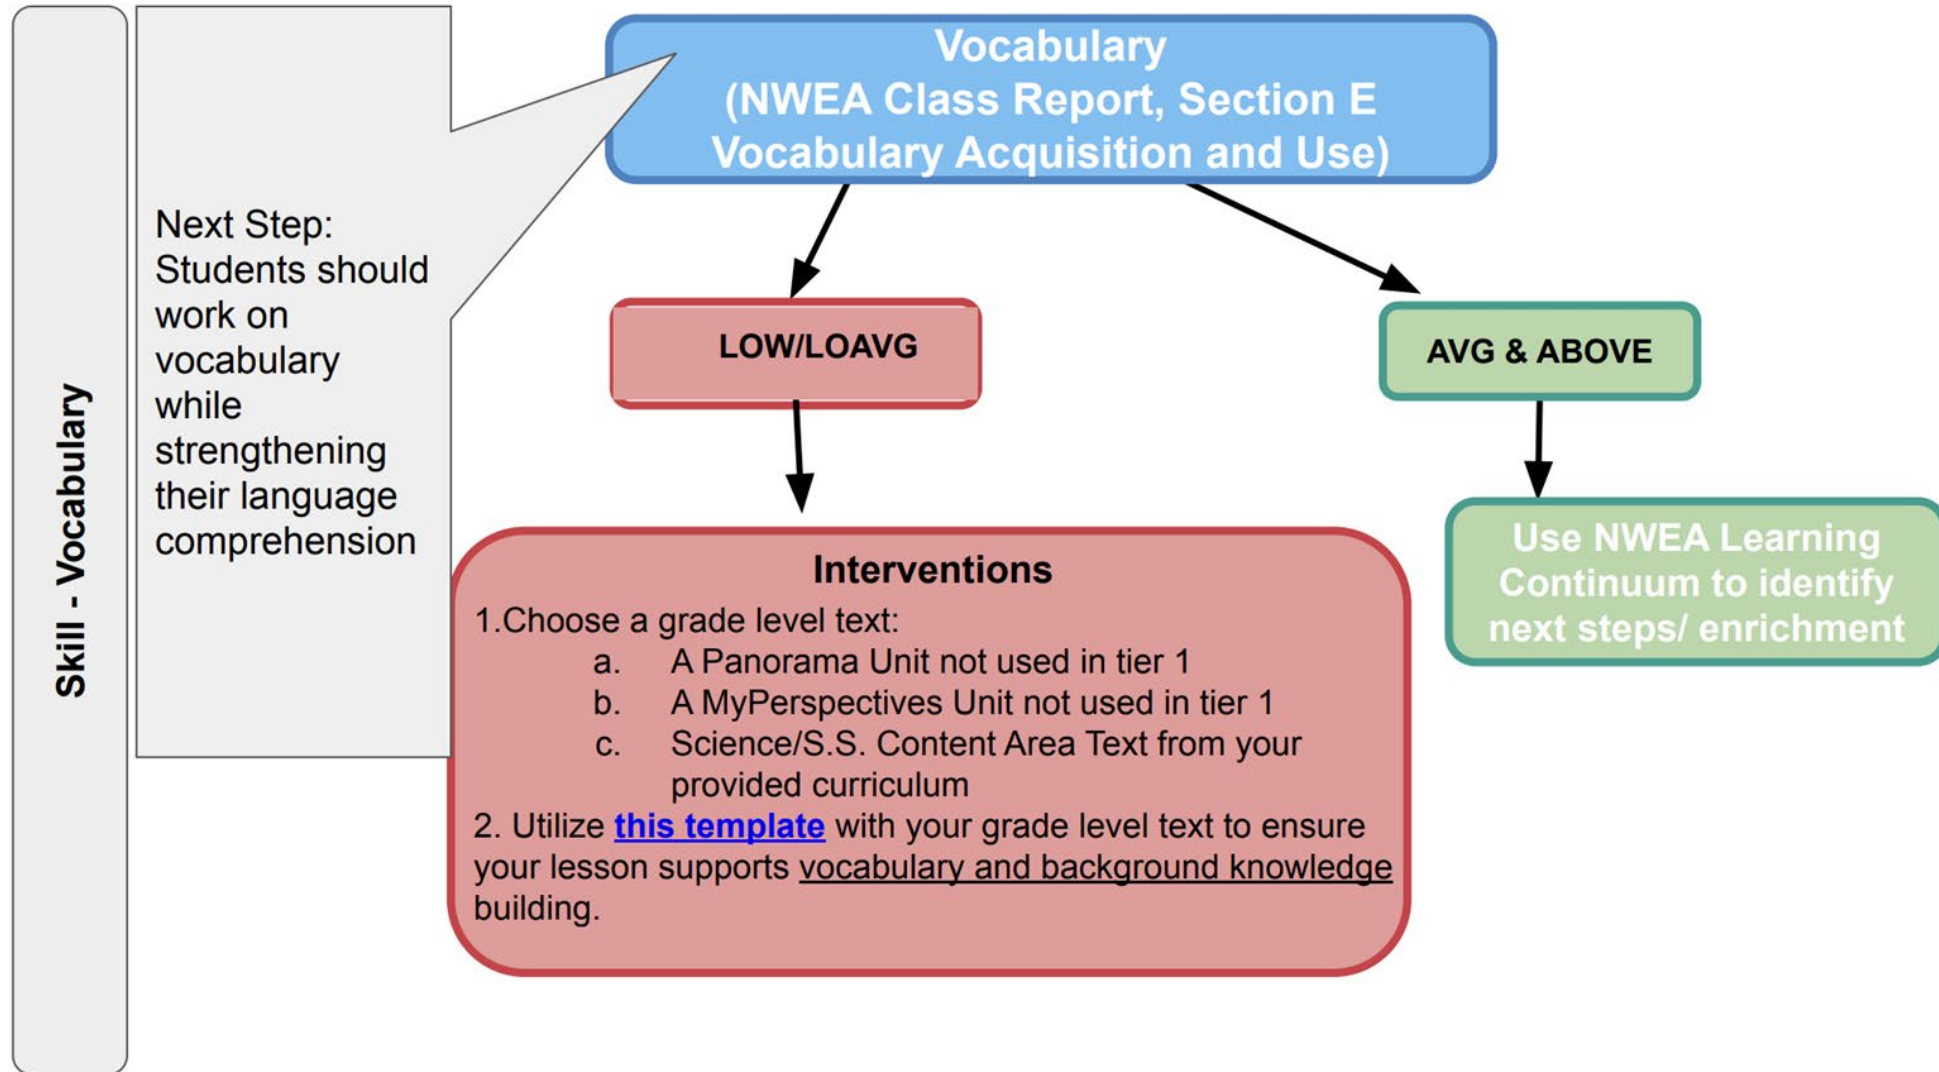 Skill - Vocabulary
Next Step:
Students should
work on
vocabulary
while
strengthening
their language
comprehension
Vocabulary
(NWEA Class Report, Section E
Vocabulary Acquisition and Use)
LOW/LOAVG
AVG & ABOVE
Interventions
1.Choose a grade level text:
a. A Panorama Unit not used in tier 1
b. A MyPerspectives Unit not used in tier 1
c. Science/S.S. Content Area Text from your
provided curriculum
2. Utilize this template with your grade level text to ensure
your lesson supports vocabulary and background knowledge
building.
Use NWEA Learning
Continuum to identify
next steps/ enrichment